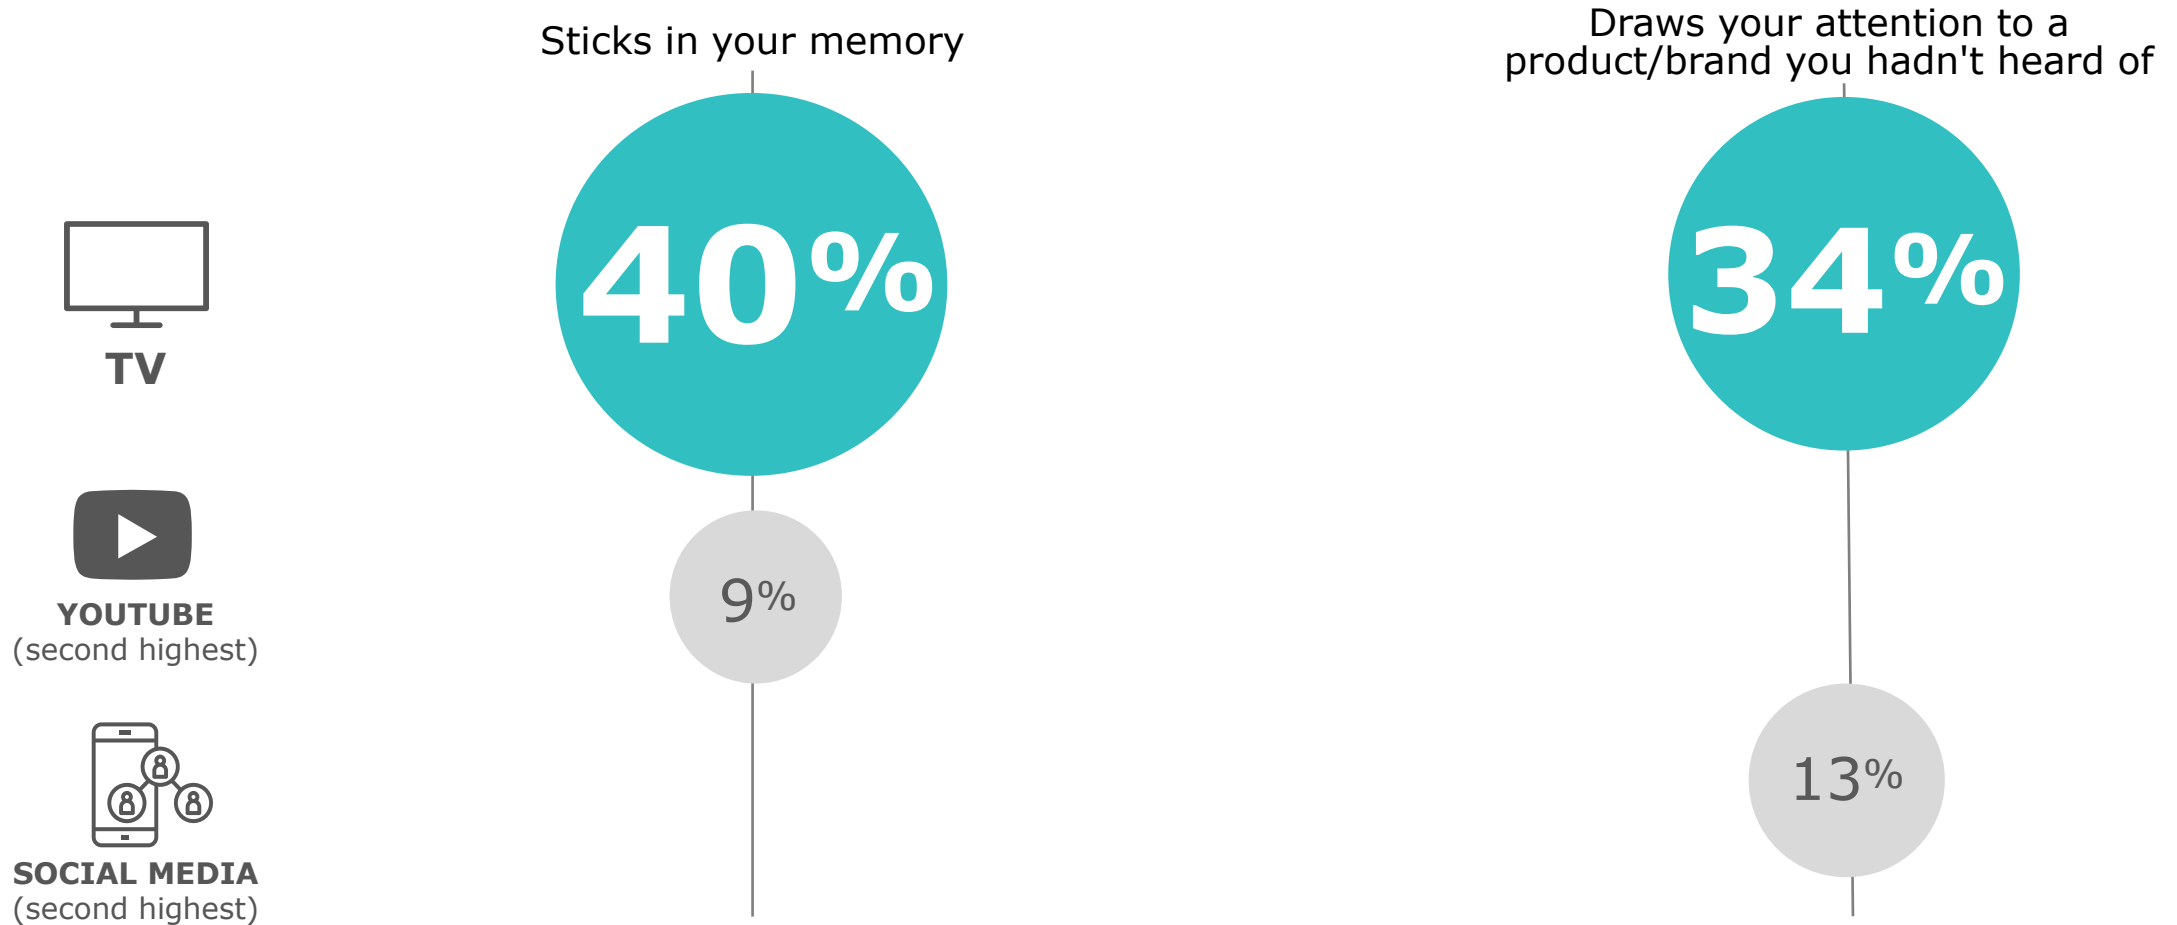 Sticks in your memory
Draws your attention to a
product/brand you hadn't heard of
40%
34%
TV
YOUTUBE
(second highest)
9%
SOCIAL MEDIA
(second highest)
13%